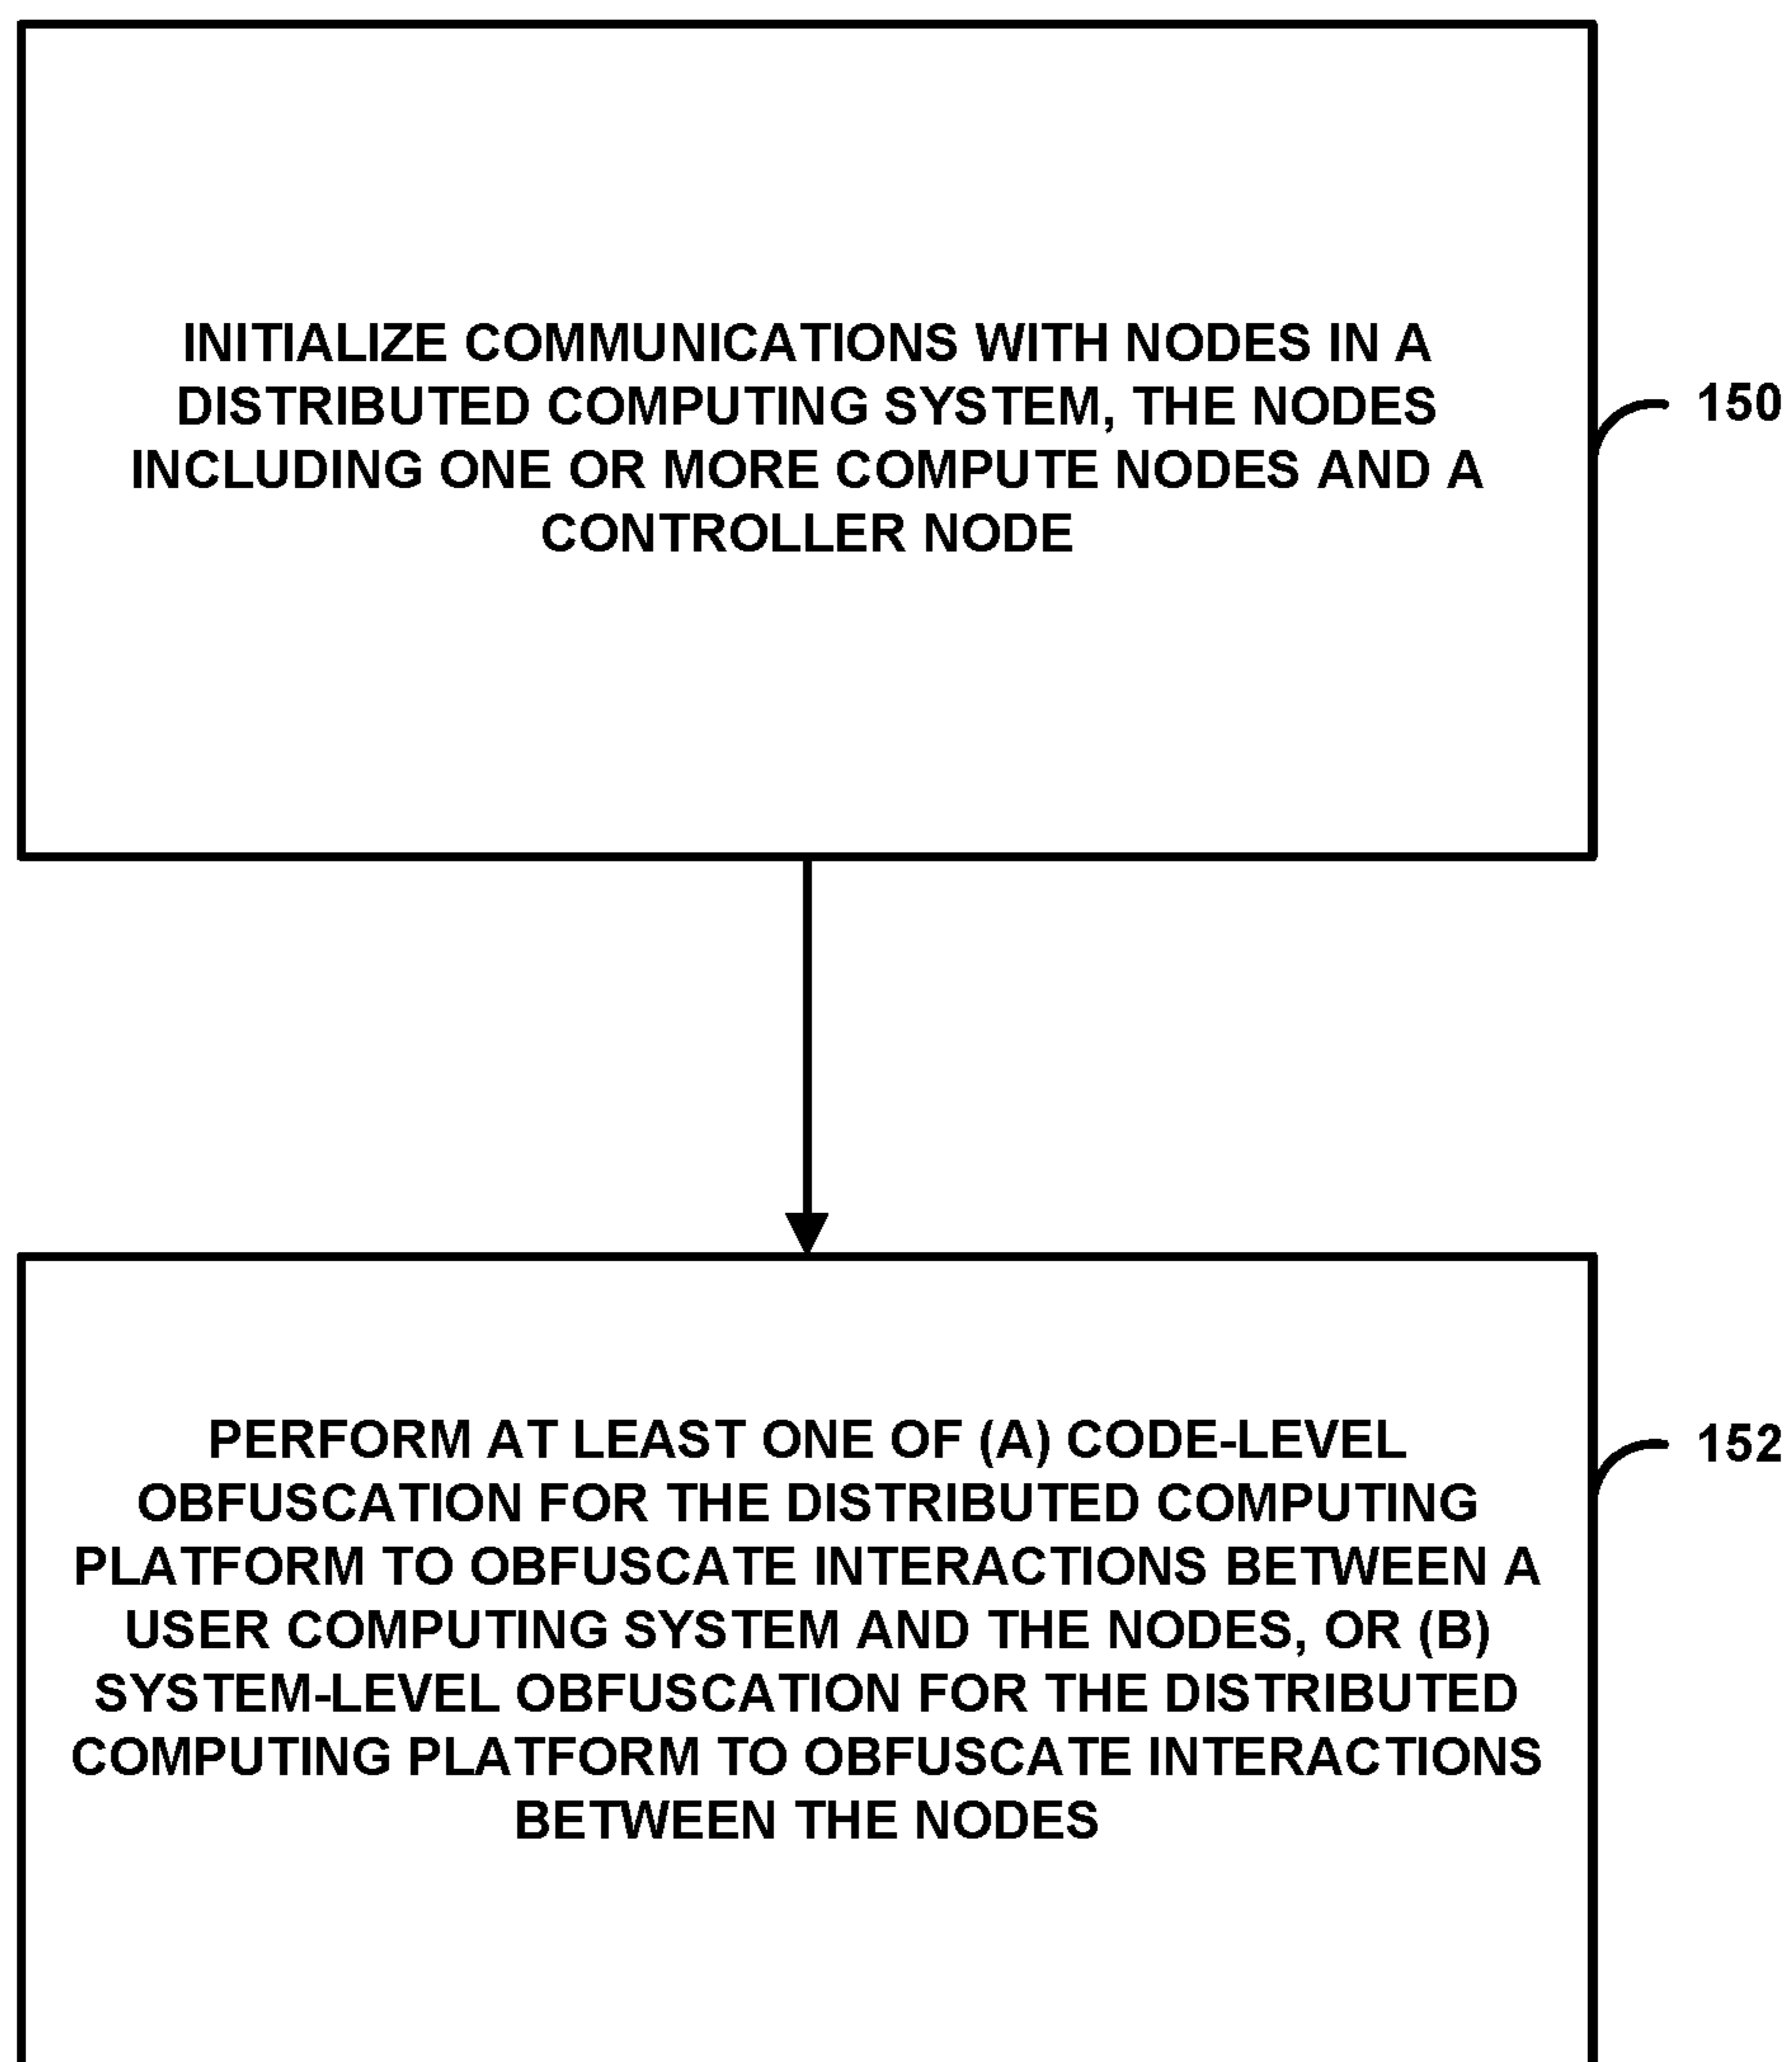 INITIALIZE COMMUNICATIONS WITH NODES IN A
DISTRIBUTED COMPUTING SYSTEM, THE NODES
INCLUDING ONE OR MORE COMPUTE NODES AND A
CONTROLLER NODE
150
PERFORM AT LEAST ONE OF (A) CODE-LEVEL
OBFUSCATION FOR THE DISTRIBUTED COMPUTING
PLATFORM TO OBFUSCATE INTERACTIONS BETWEEN A
USER COMPUTING SYSTEM AND THE NODES, OR (B)
SYSTEM-LEVEL OBFUSCATION FOR THE DISTRIBUTED
COMPUTING PLATFORM TO OBFUSCATE INTERACTIONS
BETWEEN THE NODES
152